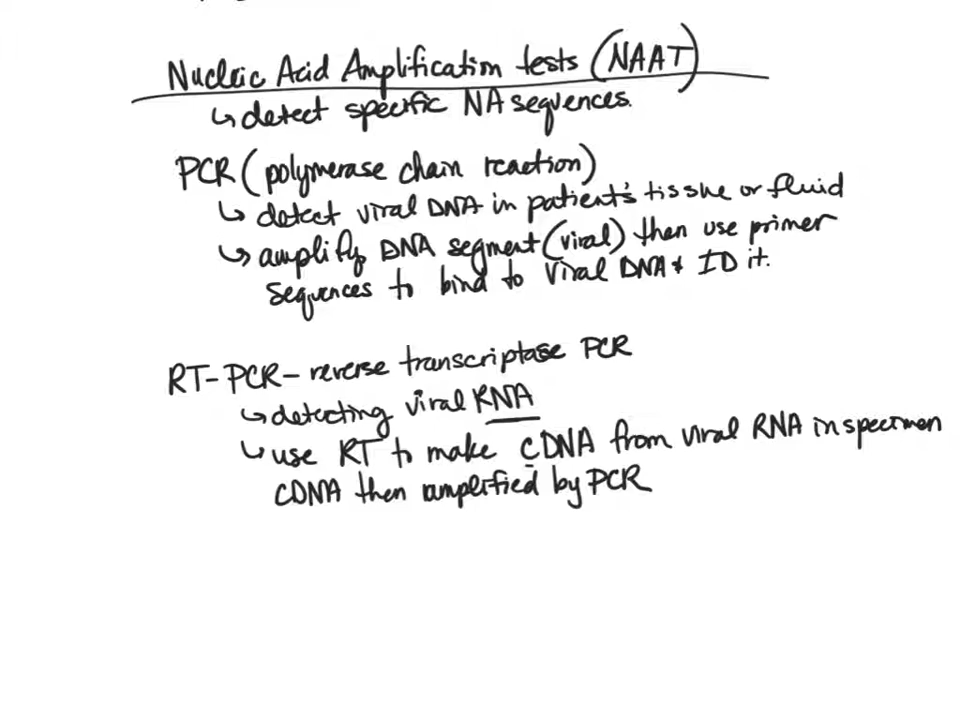 Nucleic Acid Amplification tests (NAAT)
↳ detect specific NA sequences.
PCR (polymerase chain reaction)
↳ detect viral DNA in patient's tissue or fluid
↳ amplify DNA segment (viral) then use primer
sequences to bind to viral DNA & ID it.
RT-PCR- reverse transcriptase PCR
↳ detecting viral RNA
↳ use RT to make cDNA from viral RNA in specimen
CDNA then amplified by PCR